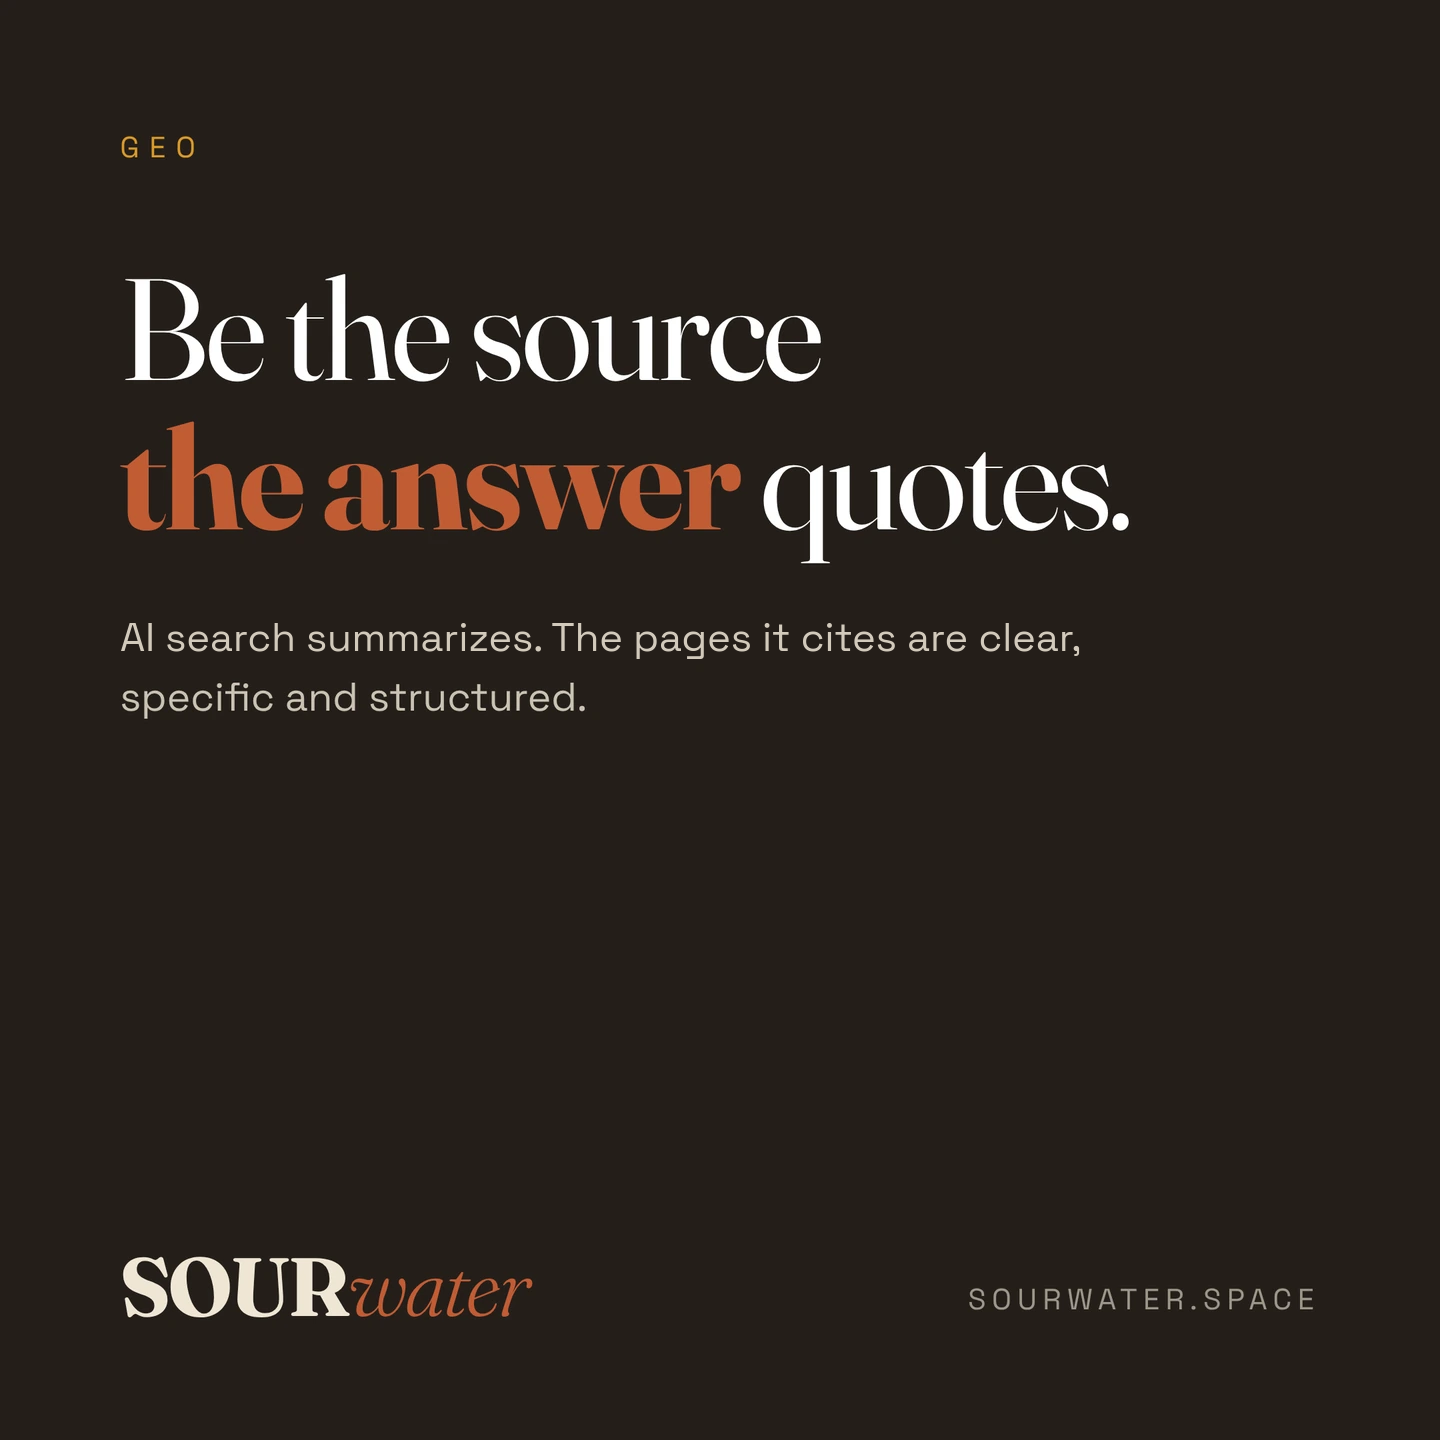 GEO
Be the source
the answer quotes.
AI search summarizes. The pages it cites are clear,
specific and structured.
SOURwater
SOURWATER.SPACE